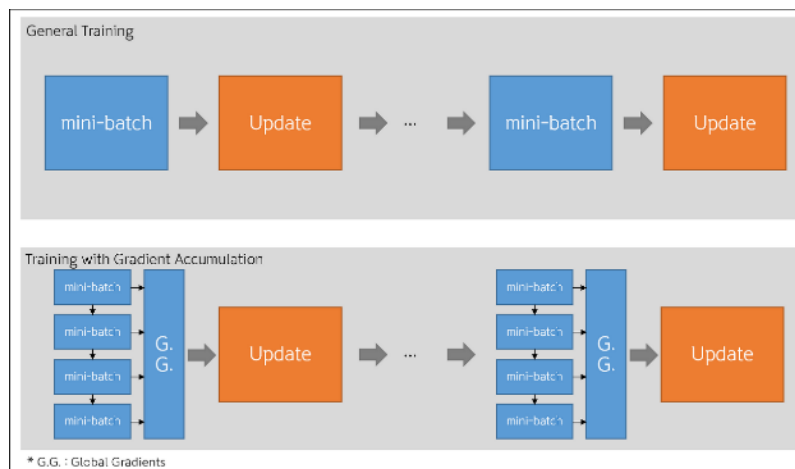 General Training
mini-batch
Update
...
mini-batch
Update
Training with Gradient Accumulation
mini-batch
mini-batch
mini-batch
mini-batch
G.
G.
Update
...
mini-batch
mini-batch
mini-batch
mini-batch
G.
G.
Update
* G.G. : Global Gradients